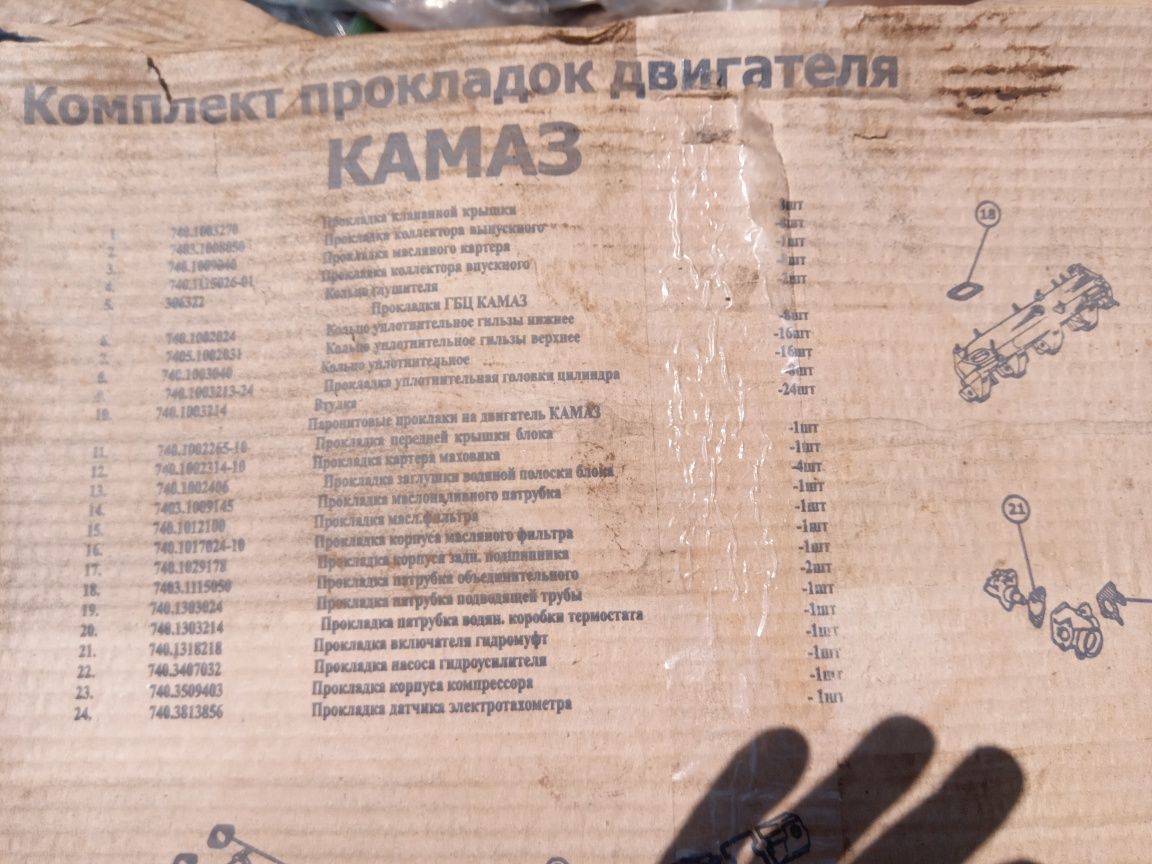 Комплект прокладок двигателя
КАМАЗ
1. 740.1003270 Прокладка клапанной крышки
2. 7403.1008050 Прокладка коллектора выпускного
3. 740.1009040 Прокладка масляного картера -1шт
4. 740.1115026-01 Прокладка коллектора впускного
5. 306322 Кольцо глушителя
Прокладки ГБЦ КАМАЗ
6. 740.1002024 Кольцо уплотнительное гильзы нижнее -8шт
7. 7405.1002031 Кольцо уплотнительное гильзы верхнее -16шт
8. 740.1003040 Кольцо уплотнительное -16шт
9. 740.1003213-24 Прокладка уплотнительная головки цилиндра -8шт
10. 740.1003214 Втулка -24шт
Паронитовые проклаки на двигатель КАМАЗ
11. 740.1002265-10 Прокладка передней крышки блока -1шт
12. 740.1002314-10 Прокладка картера маховика -1шт
13. 740.1002406 Прокладка заглушки водяной полоски блока -4шт
14. 7403.1009145 Прокладка маслоналивного патрубка -1шт
15. 740.1012100 Прокладка масл.фильтра -1шт
16. 740.1017024-10 Прокладка корпуса масляного фильтра -1шт
17. 740.1029178 Прокладка корпуса задн. подшипника -1шт
18. 7403.1115050 Прокладка патрубка объединительного -2шт
19. 740.1303024 Прокладка патрубка подводящей трубы -1шт
20. 740.1303214 Прокладка патрубка водян. коробки термостата -1шт
21. 740.1318218 Прокладка включателя гидромуфт -1шт
22. 740.3407032 Прокладка насоса гидроусилителя -1шт
23. 740.3509403 Прокладка корпуса компрессора -1шт
24. 740.3813856 Прокладка датчика электротахометра - 1шт
18
21